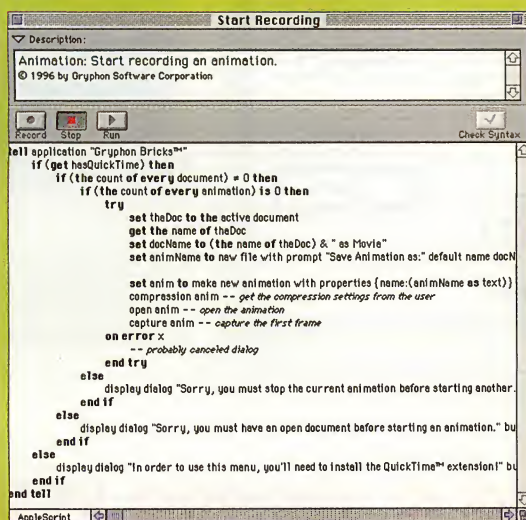 Start Recording
Description:
Animation: Start recording an animation.
© 1996 by Gryphon Software Corporation
Record Stop Run Check Syntax
tell application "Gryphon Bricks™"
if (get hasQuickTime) then
if (the count of every document) ≠ 0 then
if (the count of every animation) is 0 then
try
set theDoc to the active document
get the name of theDoc
set docName to (the name of theDoc) & " as Movie"
set animName to new file with prompt "Save Animation as:" default name docN
set anim to make new animation with properties {name:(animName as text)}
compression anim -- get the compression settings from the user
open anim -- open the animation
capture anim -- capture the first frame
on error x
-- probably canceled dialog
end try
else
display dialog "Sorry, you must stop the current animation before starting another.
end if
else
display dialog "Sorry, you must have an open document before starting an animation." bu
end if
else
display dialog "In order to use this menu, you'll need to install the QuickTime™ extension!" bu
end if
end tell
AppleScript